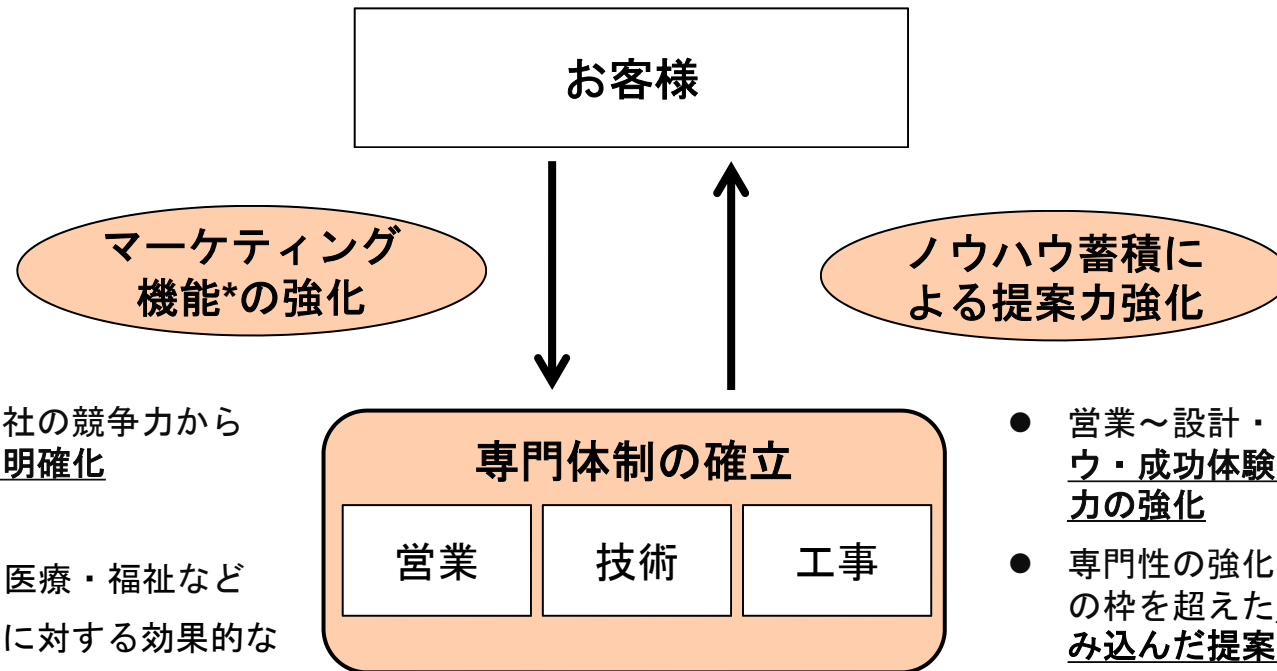 お客様
マーケティング
機能*の強化
ノウハウ蓄積に
よる提案力強化
社の競争力から
明確化
医療・福祉など
に対する効果的な
専門体制の確立
営業
技術
工事
● 営業～設計・
ウ・成功体験
力の強化
● 専門性の強化
の枠を超えた
み込んだ提案